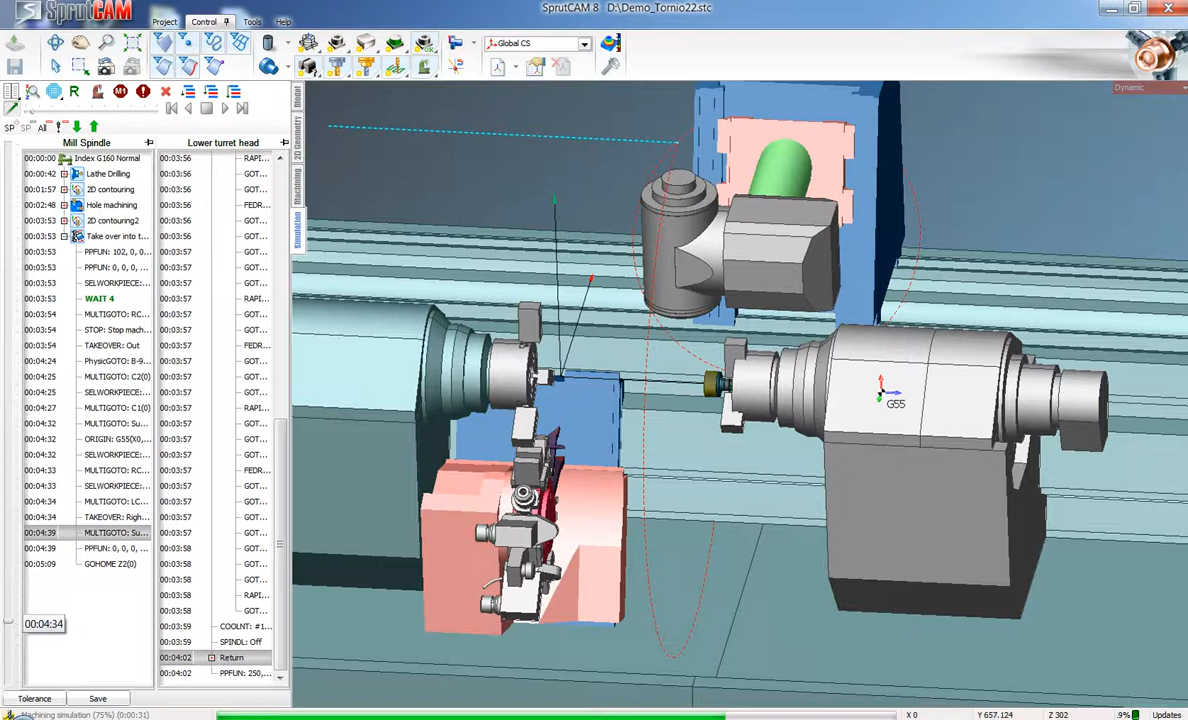 SprutCAM 8 D:\Demo_Tornio22.stc
SprutCAM
Project Control Tools Help
Global CS
Dynamic
R M1
SP SP All
Mill Spindle
Lower turret head
00:00:00 Index G160 Normal
00:00:42 Lathe Drilling
00:01:57 2D contouring
00:02:48 Hole machining
00:03:53 2D contouring2
00:03:53 Take over into t...
00:03:53 PPFUN: 102, 0, 0...
00:03:53 PPFUN: 0, 0, 0, ...
00:03:53 SELWORKPIECE:...
00:03:53 WAIT 4
00:03:54 MULTIGOTO: RC...
00:03:54 STOP: Stop mach...
00:03:54 TAKEOVER: Out
00:04:24 PhysicGOTO: B-9...
00:04:25 MULTIGOTO: C2(0)
00:04:25 SELWORKPIECE:...
00:04:27 MULTIGOTO: C1(0)
00:04:32 MULTIGOTO: Su...
00:04:32 ORIGIN: G55(X0,...
00:04:32 SELWORKPIECE:...
00:04:33 MULTIGOTO: RC...
00:04:33 SELWORKPIECE:...
00:04:34 MULTIGOTO: LC...
00:04:34 TAKEOVER: Righ...
00:04:39 MULTIGOTO: Su...
00:04:39 PPFUN: 0, 0, 0, ...
00:05:09 GOHOME Z2(0)
00:04:34
00:03:56 RAPI...
00:03:56 GOT...
00:03:56 GOT...
00:03:56 FEDR...
00:03:56 GOT...
00:03:56 GOT...
00:03:57 GOT...
00:03:57 GOT...
00:03:57 GOT...
00:03:57 RAPI...
00:03:57 GOT...
00:03:57 GOT...
00:03:57 FEDR...
00:03:57 GOT...
00:03:57 GOT...
00:03:57 GOT...
00:03:57 GOT...
00:03:57 GOT...
00:03:57 RAPI...
00:03:57 GOT...
00:03:57 FEDR...
00:03:57 GOT...
00:03:57 GOT...
00:03:57 GOT...
00:03:57 GOT...
00:03:58 GOT...
00:03:58 GOT...
00:03:58 GOT...
00:03:58 RAPI...
00:03:58 GOT...
00:03:59 COOLNT: #1...
00:03:59 SPINDL: Off
00:04:02 Return
00:04:02 PPFUN: 250,...
Model
2D Geometry
Machining
Simulation
G55
Tolerance Save
Machining simulation (75%) (0:00:31)
X 0 Y 657.124 Z 302 .9% Updates